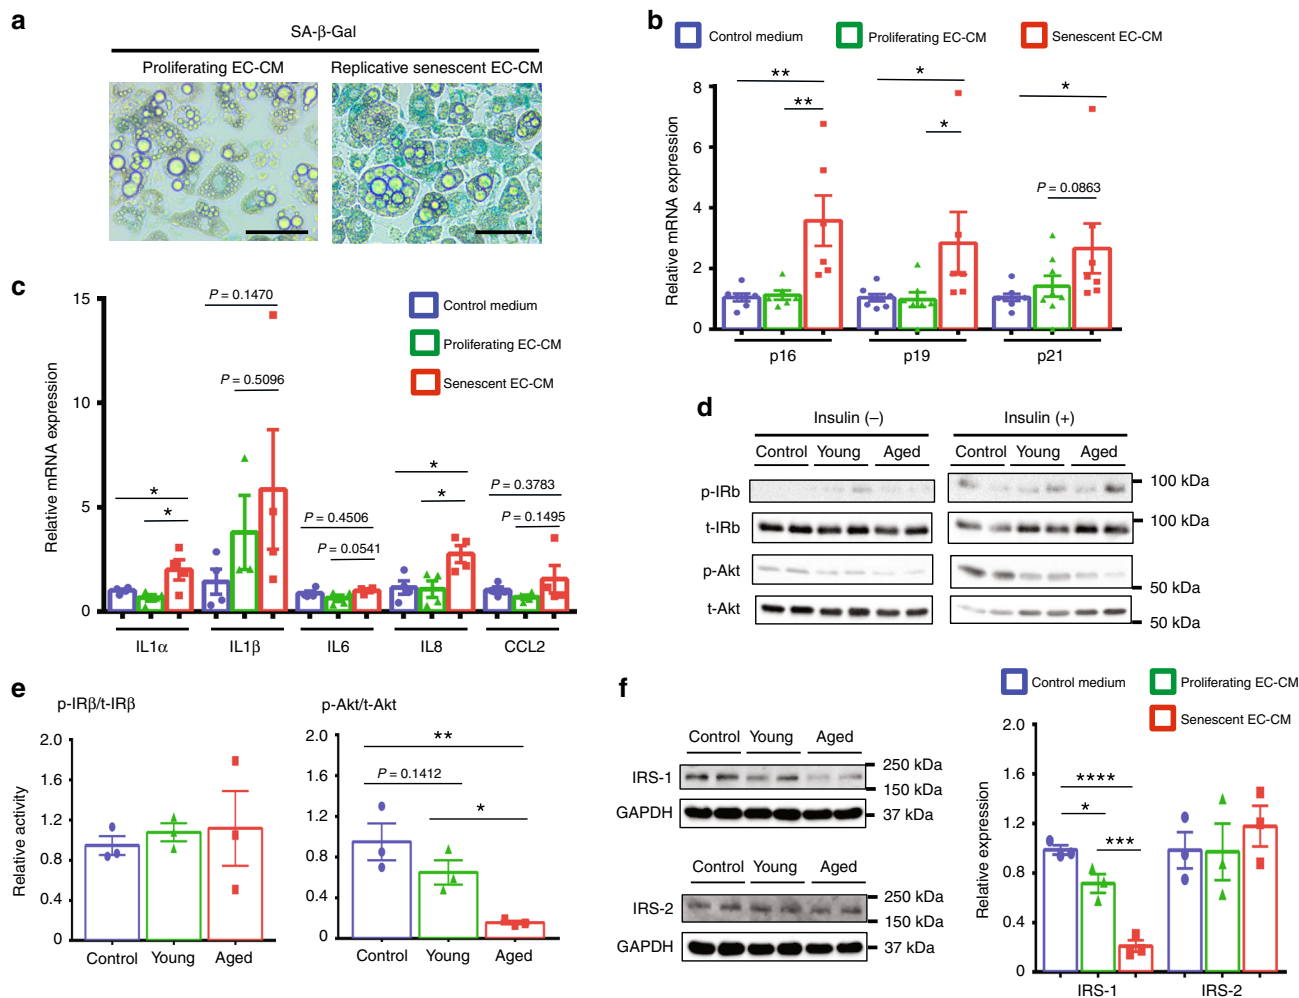 a
SA-β-Gal
Proliferating EC-CM
Replicative senescent EC-CM
b
Control medium
Proliferating EC-CM
Senescent EC-CM
Relative mRNA expression
8
6
4
2
0
**
**
*
*
*
P = 0.0863
p16
p19
p21
c
Control medium
Proliferating EC-CM
Senescent EC-CM
Relative mRNA expression
15
10
5
0
*
*
P = 0.1470
P = 0.5096
P = 0.4506
P = 0.0541
*
*
P = 0.3783
P = 0.1495
IL1α
IL1β
IL6
IL8
CCL2
d
Insulin (–)
Insulin (+)
Control Young Aged
Control Young Aged
p-IRb
100 kDa
t-IRb
100 kDa
p-Akt
50 kDa
t-Akt
50 kDa
e
p-IRβ/t-IRβ
Relative activity
2.0
1.6
1.2
0.8
0.4
0
Control Young Aged
p-Akt/t-Akt
2.0
1.6
1.2
0.8
0.4
0
**
P = 0.1412
*
Control Young Aged
f
Control Young Aged
IRS-1
250 kDa
150 kDa
GAPDH
37 kDa
Control Young Aged
IRS-2
250 kDa
150 kDa
GAPDH
37 kDa
Control medium
Proliferating EC-CM
Senescent EC-CM
Relative expression
2.0
1.6
1.2
0.8
0.4
0
****
*
***
IRS-1
IRS-2